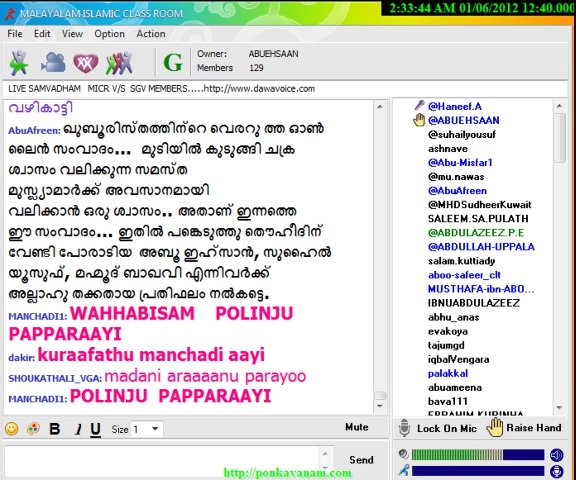 2:33:44 AM 01/06/2012 12:40.000
MALAYALAM ISLAMIC CLASS ROOM
File Edit View Option Action
G
Owner: ABUEHSAAN
Members 129
LIVE SAMVADHAM MICR V/S SGV MEMBERS.....http://www.dawavoice.com
വഴികാട്ടി
AbuAfreen: ഖുബൂരിസ്തത്തിന്റെ വെററു ത്ത ഓൺ
ലൈൻ സംവാദം... മുടിയിൽ കുടുങ്ങി ചക്ര
ശ്വാസം വലിക്കുന്ന സമസ്ത
മുസ്ല്യാമാർക്ക് അവസാനമായി
വലിക്കാൻ ഒരു ശ്വാസം.. അതാണ് ഇന്നത്തെ
ഈ സംവാദം... ഇതിൽ പങ്കെടുത്തു തൌഹീദിന്
വേണ്ടി പോരാടിയ അബൂ ഇഹ്സാൻ, സുഹൈൽ
യൂസുഫ്, മഹ്മൂദ് ബാഖവി എന്നിവർക്ക്
അല്ലാഹു തക്കതായ പ്രതിഫലം നൽകട്ടെ.
MANCHADI1: WAHHABISAM POLINJU
PAPPARAAYI
dakir: kuraafathu manchadi aayi
SHOUKATHALI_VGA: madani araaaanu parayoo
MANCHADI1: POLINJU PAPPARAAYI
@Haneef.A
@ABUEHSAAN
@suhailyousuf
ashnave
@Abu-Misfar1
@mu.nawas
@AbuAfreen
@MHDSudheerKuwait
SALEEM.SA.PULATH
@ABDULAZEEZ.P.E
@ABDULLAH-UPPALA
salam.kuttiady
aboo-safeer_clt
MUSTHAFA-ibn-ABO...
IBNUABDULAZEEZ
abhu_anas
evakoya
tajumgd
iqbalVengara
palakkal
abuameena
bava111
EBRAHIM KURINHA
B I U Size 1 Mute
Lock On Mic Raise Hand
Send
http://ponkavanam.com